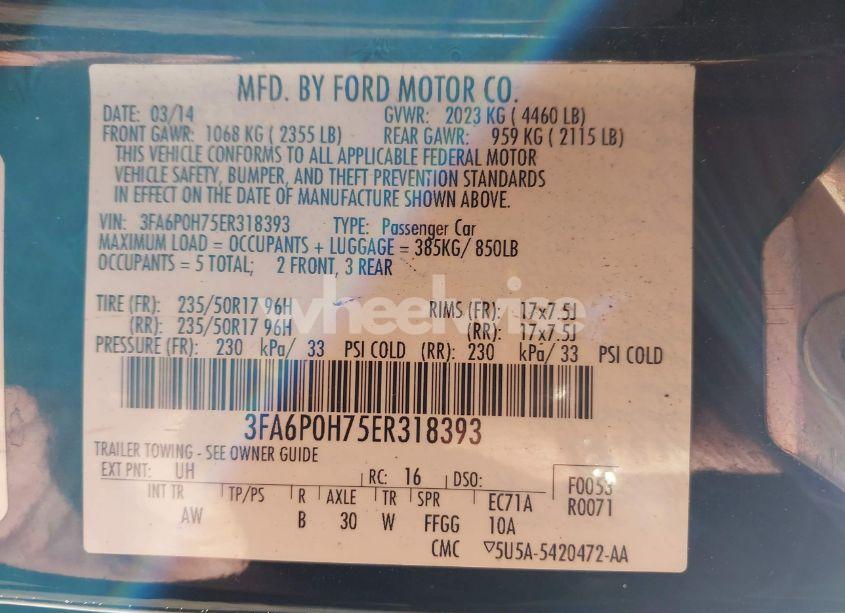 MFD. BY FORD MOTOR CO.
DATE: 03/14 GVWR: 2023 KG ( 4460 LB)
FRONT GAWR: 1068 KG ( 2355 LB) REAR GAWR: 959 KG ( 2115 LB)
THIS VEHICLE CONFORMS TO ALL APPLICABLE FEDERAL MOTOR
VEHICLE SAFETY, BUMPER, AND THEFT PREVENTION STANDARDS
IN EFFECT ON THE DATE OF MANUFACTURE SHOWN ABOVE.
VIN: 3FA6P0H75ER318393 TYPE: Passenger Car
MAXIMUM LOAD = OCCUPANTS + LUGGAGE = 385KG/ 850LB
OCCUPANTS = 5 TOTAL; 2 FRONT, 3 REAR
TIRE (FR): 235/50R17 96H RIMS (FR): 17x7.5J
(RR): 235/50R17 96H (RR): 17x7.5J
PRESSURE (FR): 230 kPa/ 33 PSI COLD (RR): 230 kPa/ 33 PSI COLD
3FA6P0H75ER318393
TRAILER TOWING - SEE OWNER GUIDE
EXT PNT: UH RC: 16 DSO: F0053
INT TR TP/PS R AXLE TR SPR EC71A R0071
AW B 30 W FFGG 10A
CMC ▽5U5A-5420472-AA